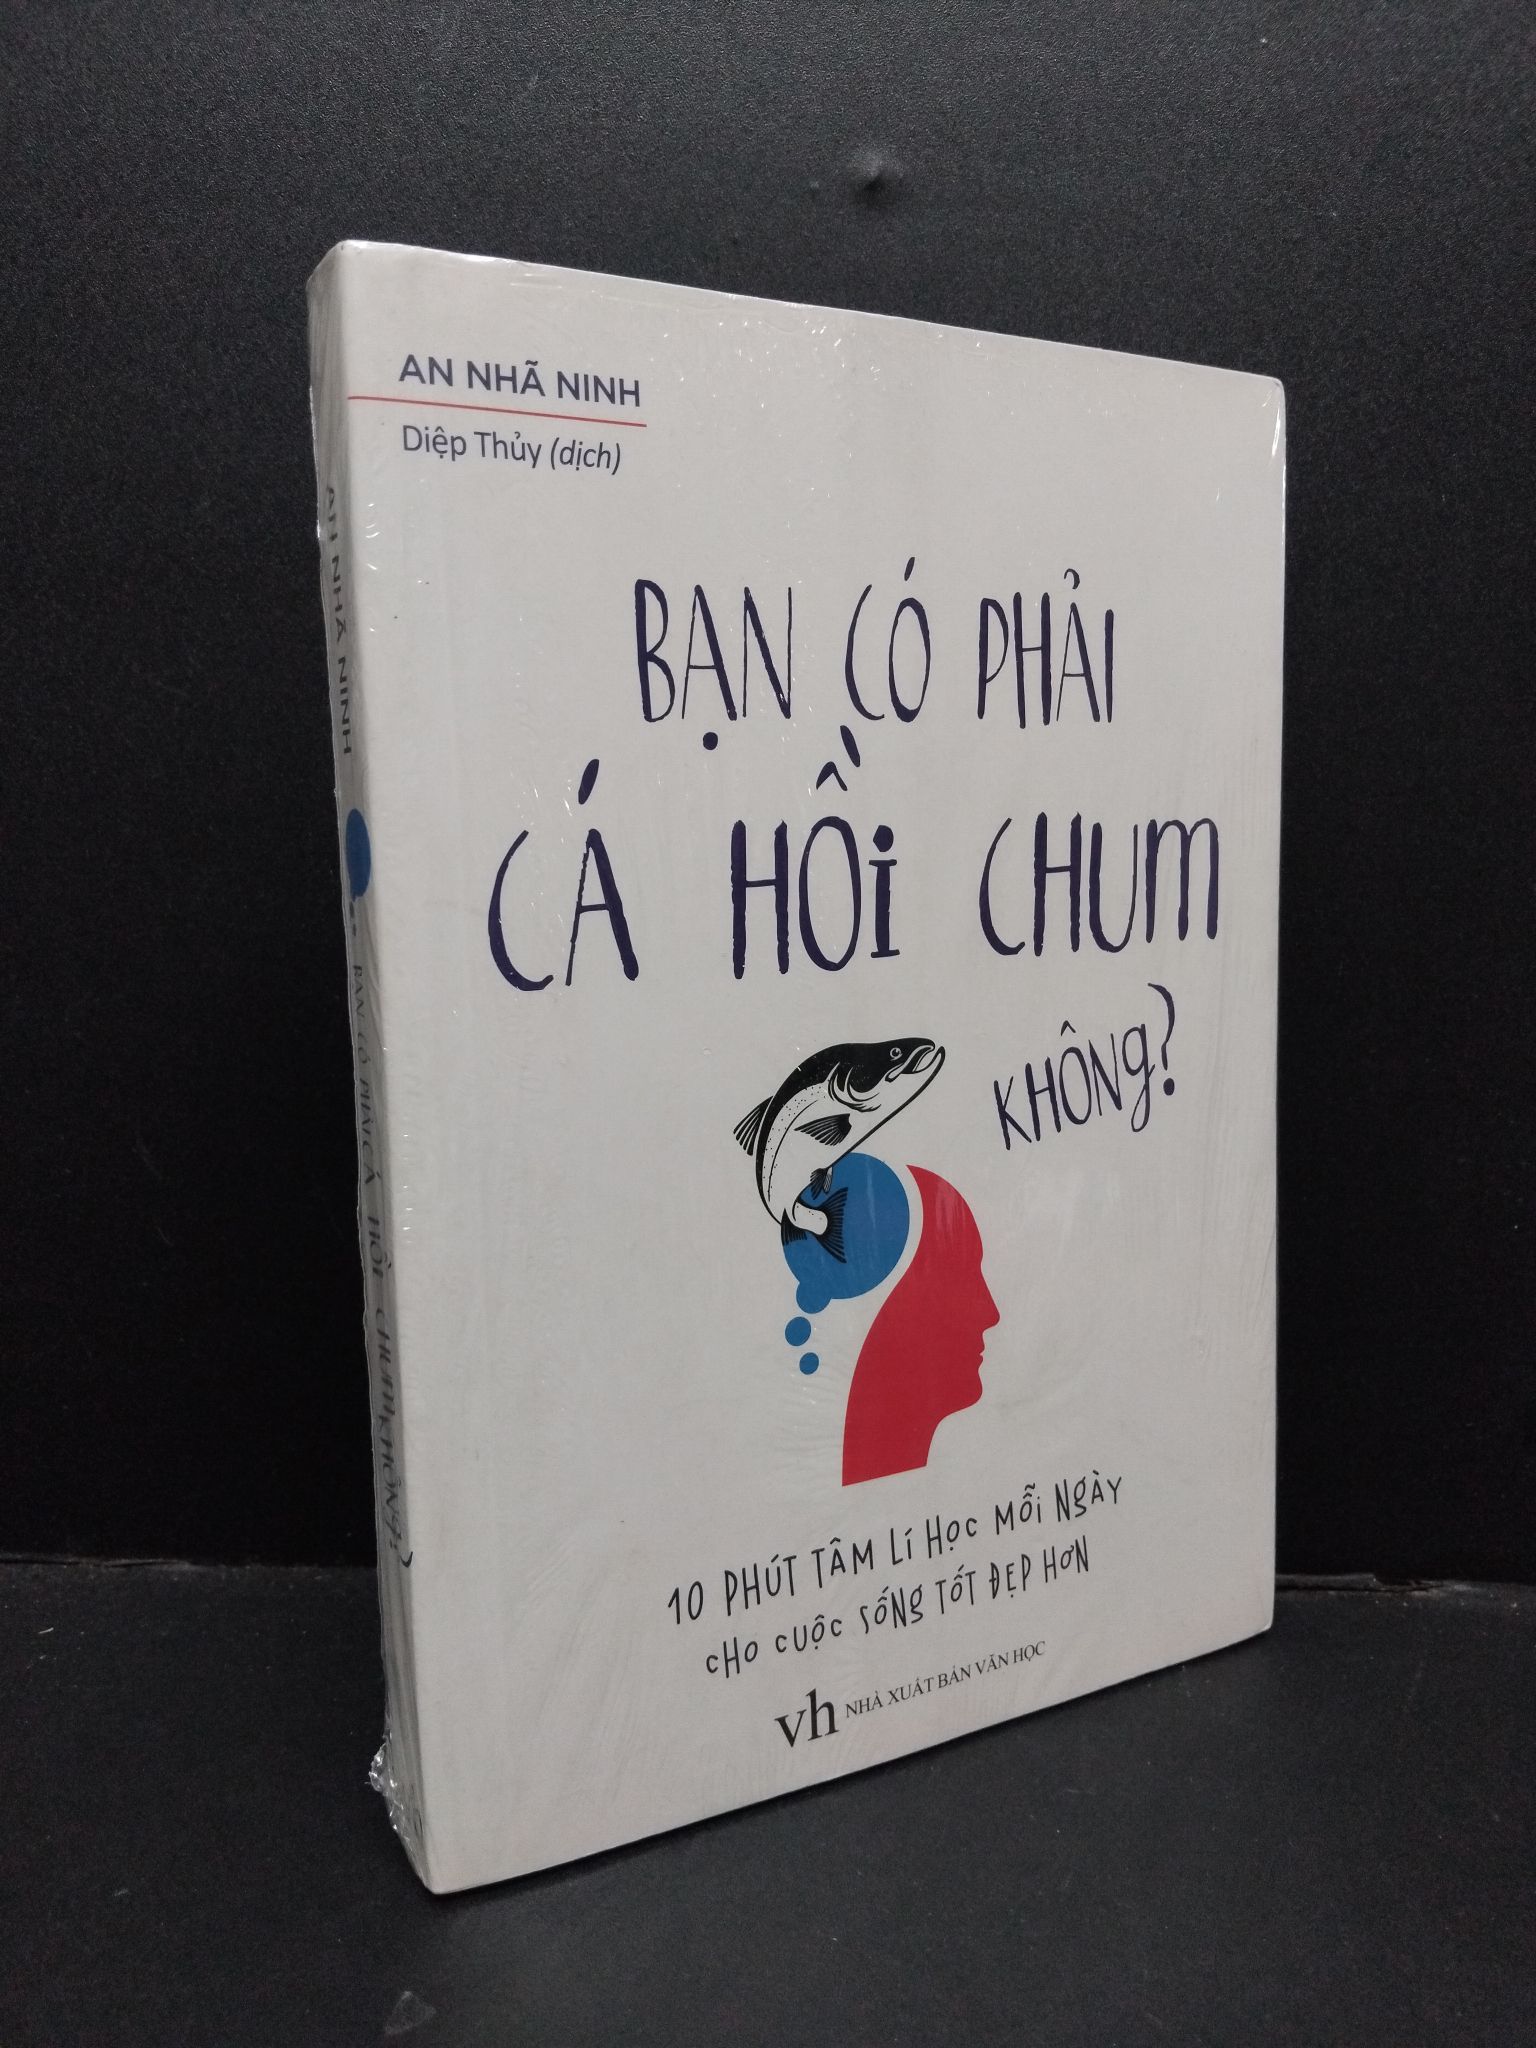 AN NHÃ NINH
Diệp Thủy (dịch)
BẠN CÓ PHẢI
CÁ HỒI CHUM
KHÔNG?
10 PHÚT TÂM LÍ HỌC MỖI NGÀY
CHO CUỘC SỐNG TỐT ĐẸP HƠN
vh NHÀ XUẤT BẢN VĂN HỌC
AN NHÃ NINH
BẠN CÓ PHẢI CÁ HỒI CHUM KHÔNG?